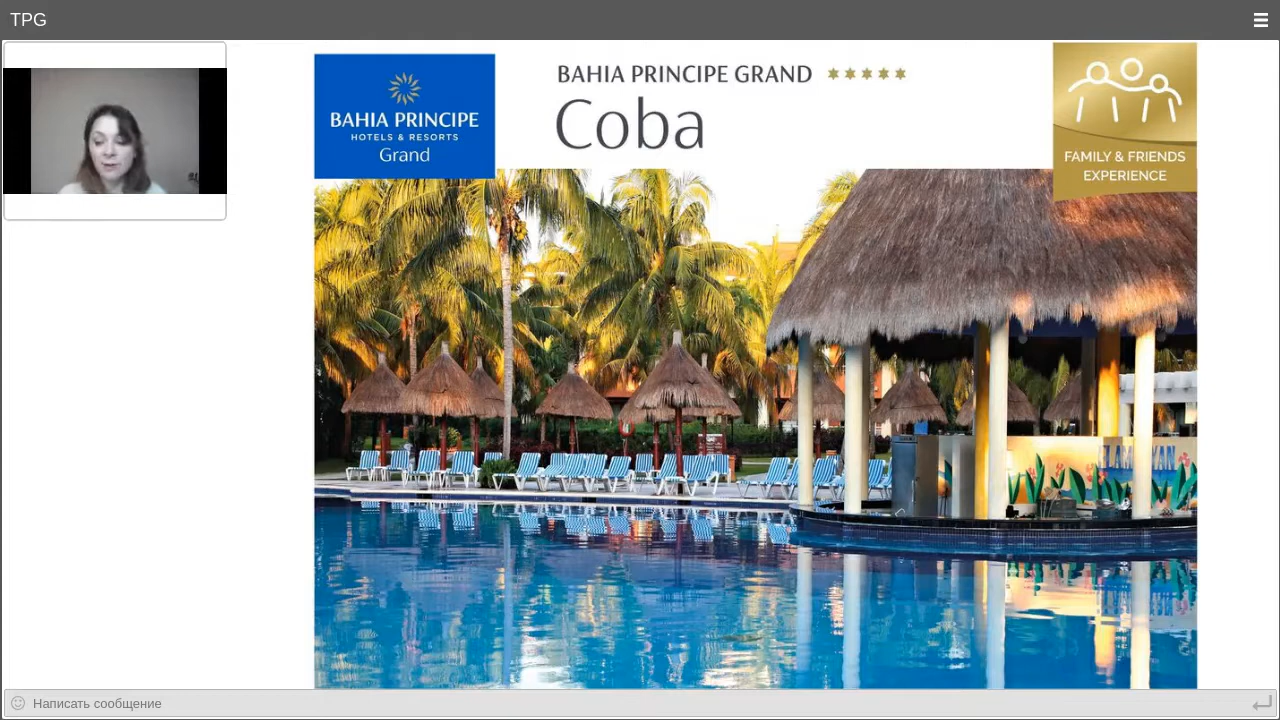 TPG
BAHIA PRINCIPE
HOTELS & RESORTS
Grand
BAHIA PRINCIPE GRAND
Coba
FAMILY & FRIENDS
EXPERIENCE
Написать сообщение